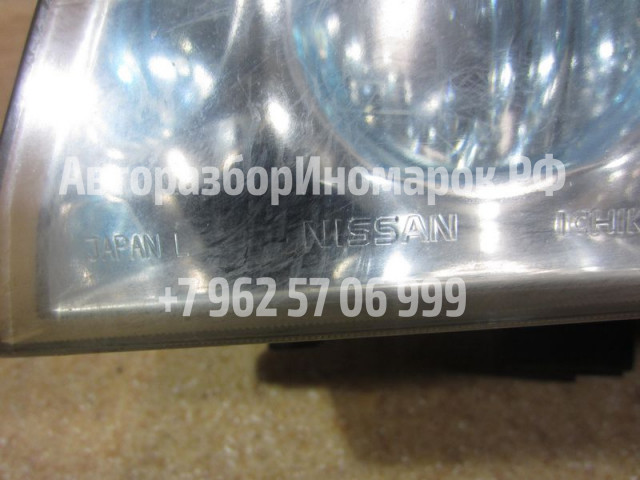 АвторазборИномарок.РФ
JAPAN L NISSAN
+7 962 57 06 999